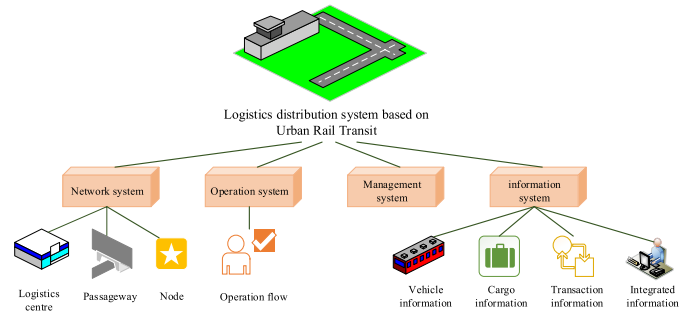 Logistics distribution system based on
Urban Rail Transit
Network system
Operation system
Management
system
information
system
Logistics
centre
Passageway
Node
Operation flow
Vehicle
information
Cargo
information
Transaction
information
Integrated
information